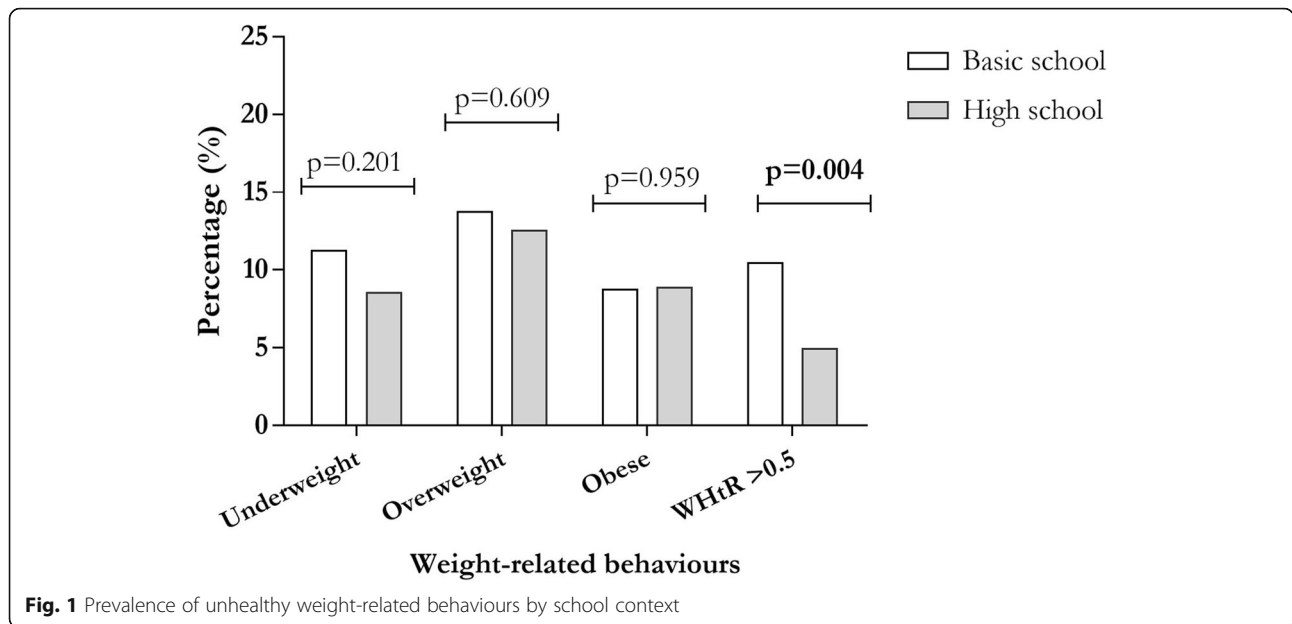 25
20
15
10
5
0
Percentage (%)
p=0.201
p=0.609
p=0.959
p=0.004
Basic school
High school
Underweight
Overweight
Obese
WHtR >0.5
Weight-related behaviours
Fig. 1 Prevalence of unhealthy weight-related behaviours by school context